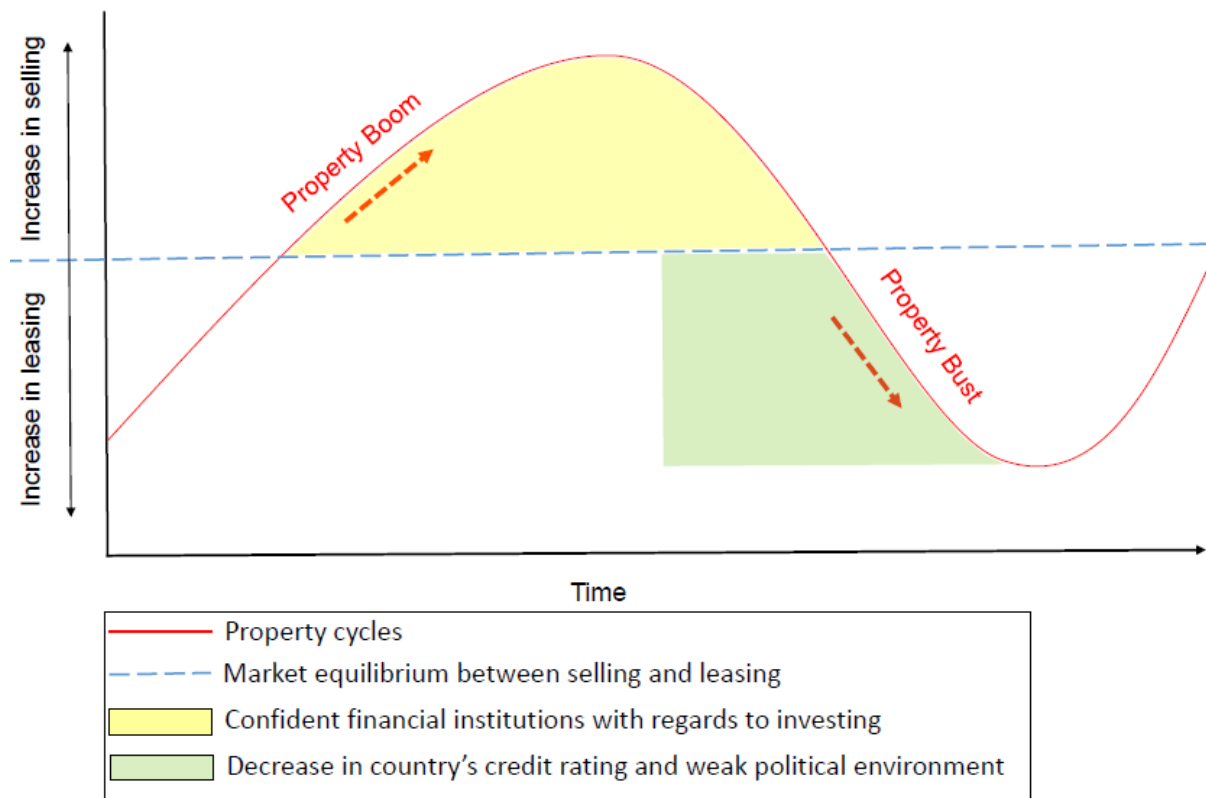 Increase in selling
Increase in leasing
Property Boom
Property Bust
Time
Property cycles
Market equilibrium between selling and leasing
Confident financial institutions with regards to investing
Decrease in country's credit rating and weak political environment